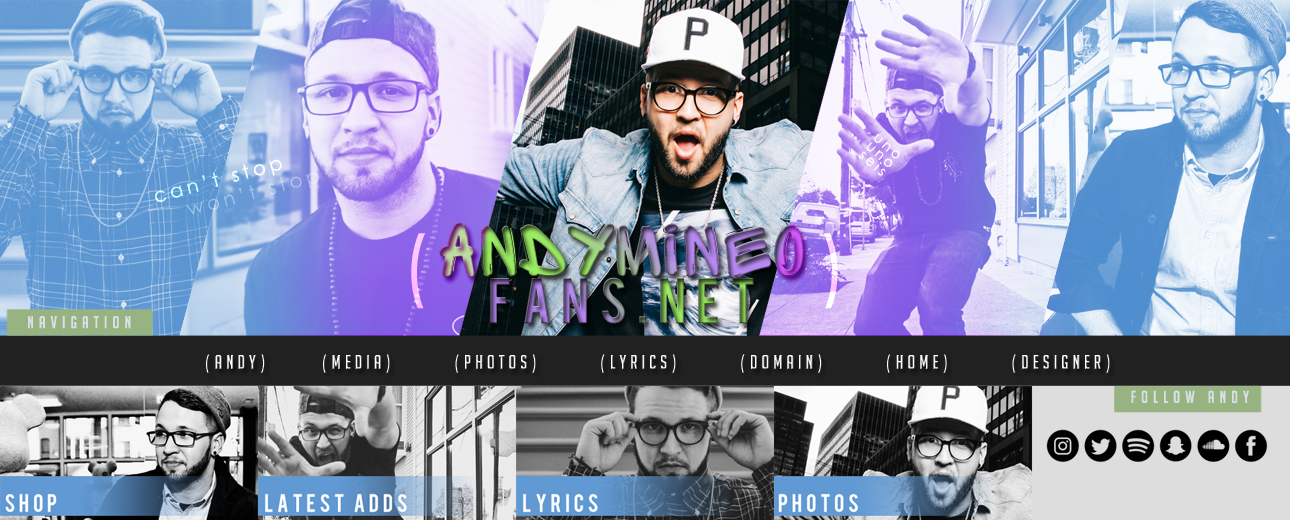 P
can't stop
won't stop
uno
uno
seis
( ANDYMINEO )
FANS.NET
NAVIGATION
(ANDY) (MEDIA) (PHOTOS) (LYRICS) (DOMAIN) (HOME) (DESIGNER)
P
FOLLOW ANDY
SHOP
LATEST ADDS
LYRICS
PHOTOS